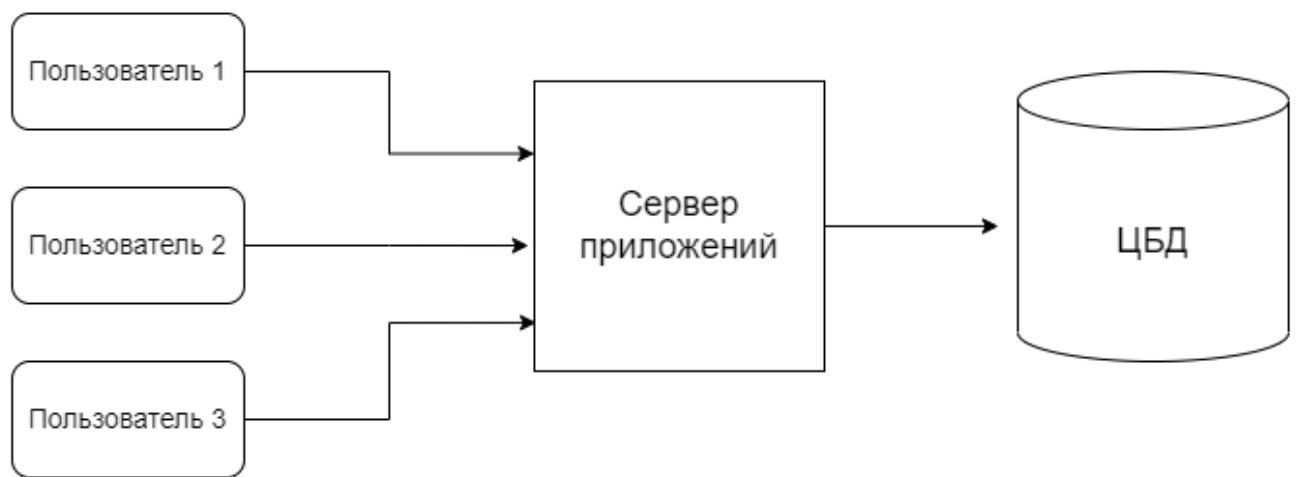 Пользователь 1
Пользователь 2
Пользователь 3
Сервер
приложений
ЦБД